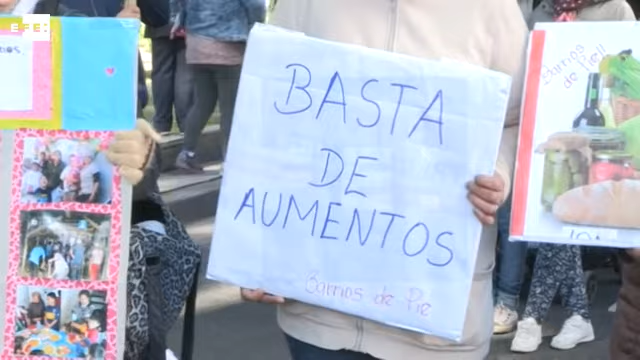 EFE:
BASTA
DE
AUMENTOS
Barrios de Pie
Barrios
de Pie!!